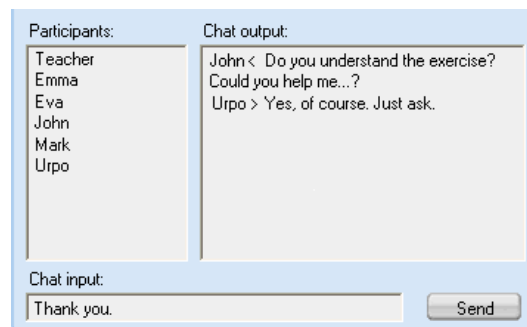 Participants:
Teacher
Emma
Eva
John
Mark
Urpo
Chat output:
John < Do you understand the exercise?
Could you help me...?
Urpo > Yes, of course. Just ask.
Chat input:
Thank you.
Send